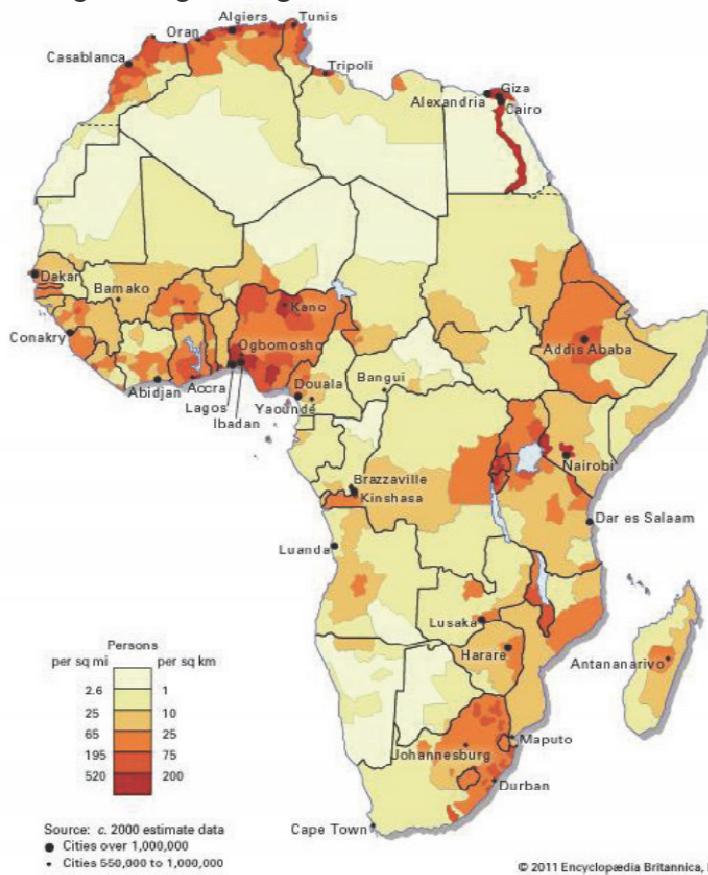 Algiers
Tunis
Oran
Casablanca
Tripoli
Alexandria
Giza
Cairo
Dakar
Bamako
Kano
Conakry
Ogbomosho
Addis Ababa
Abidjan
Accra
Lagos
Ibadan
Douala
Yaoundé
Bangui
Nairobi
Brazzaville
Kinshasa
Dar es Salaam
Luanda
Lusaka
Harare
Antananarivo
Johannesburg
Maputo
Durban
Cape Town
Persons
per sq mi per sq km
2.6 1
25 10
65 25
195 75
520 200
Source: c. 2000 estimate data
Cities over 1,000,000
Cities 550,000 to 1,000,000
© 2011 Encyclopædia Britannica,